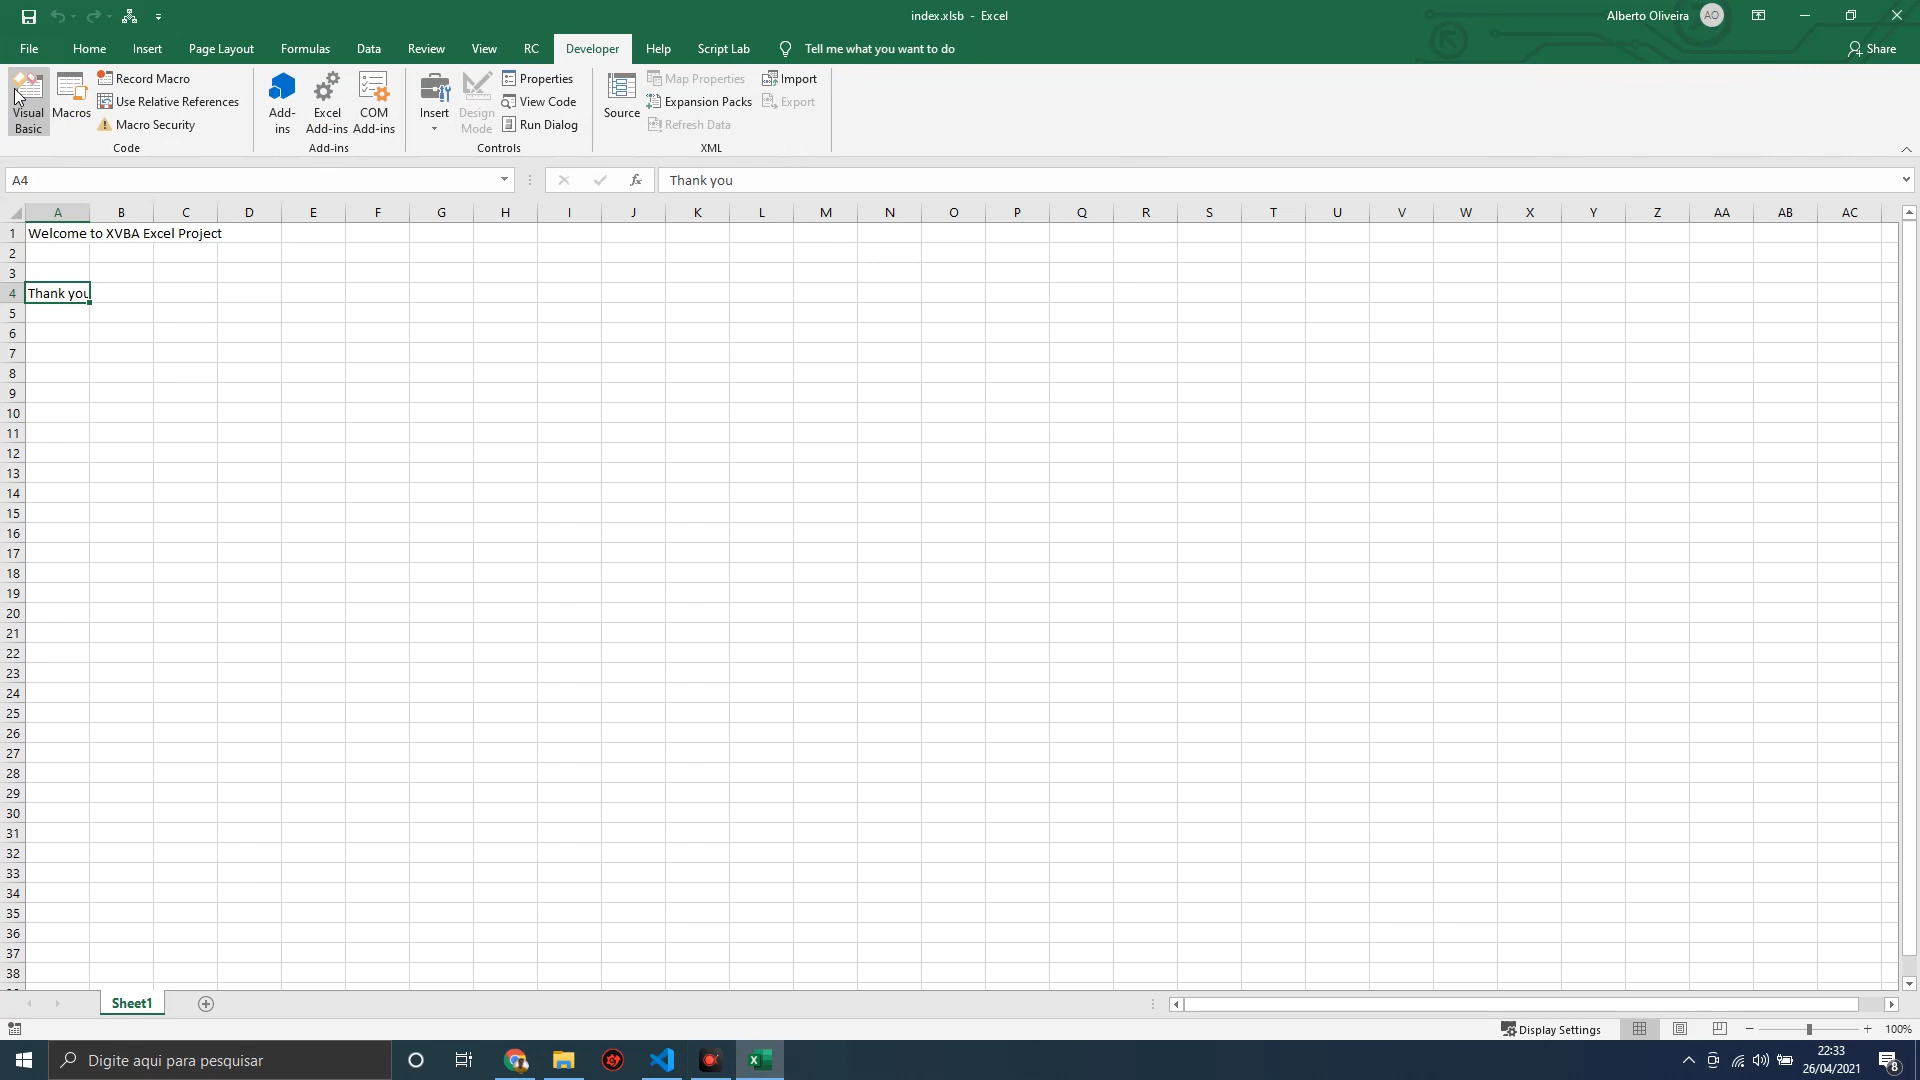 index.xlsb - Excel
Alberto Oliveira AO
File Home Insert Page Layout Formulas Data Review View RC Developer Help Script Lab Tell me what you want to do Share
Visual Basic
Macros
Record Macro
Use Relative References
Macro Security
Code
Add-ins
Excel Add-ins
COM Add-ins
Add-ins
Insert
Design Mode
Properties
View Code
Run Dialog
Controls
Source
Map Properties
Expansion Packs
Refresh Data
Import
Export
XML
A4 fx Thank you
A B C D E F G H I J K L M N O P Q R S T U V W X Y Z AA AB AC
1 Welcome to XVBA Excel Project
2
3
4 Thank you
5
6
7
8
9
10
11
12
13
14
15
16
17
18
19
20
21
22
23
24
25
26
27
28
29
30
31
32
33
34
35
36
37
38
Sheet1
Display Settings 100%
Digite aqui para pesquisar
22:33
26/04/2021
8